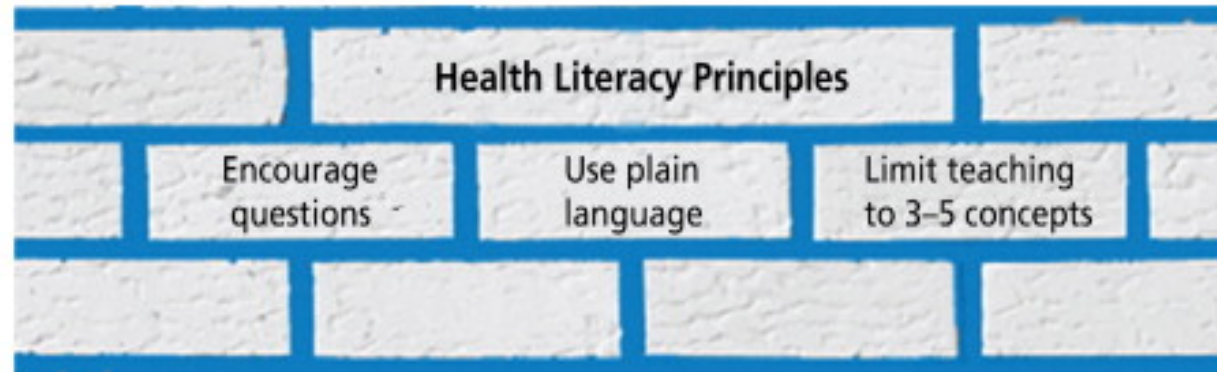 Health Literacy Principles
Encourage
questions
Use plain
language
Limit teaching
to 3–5 concepts